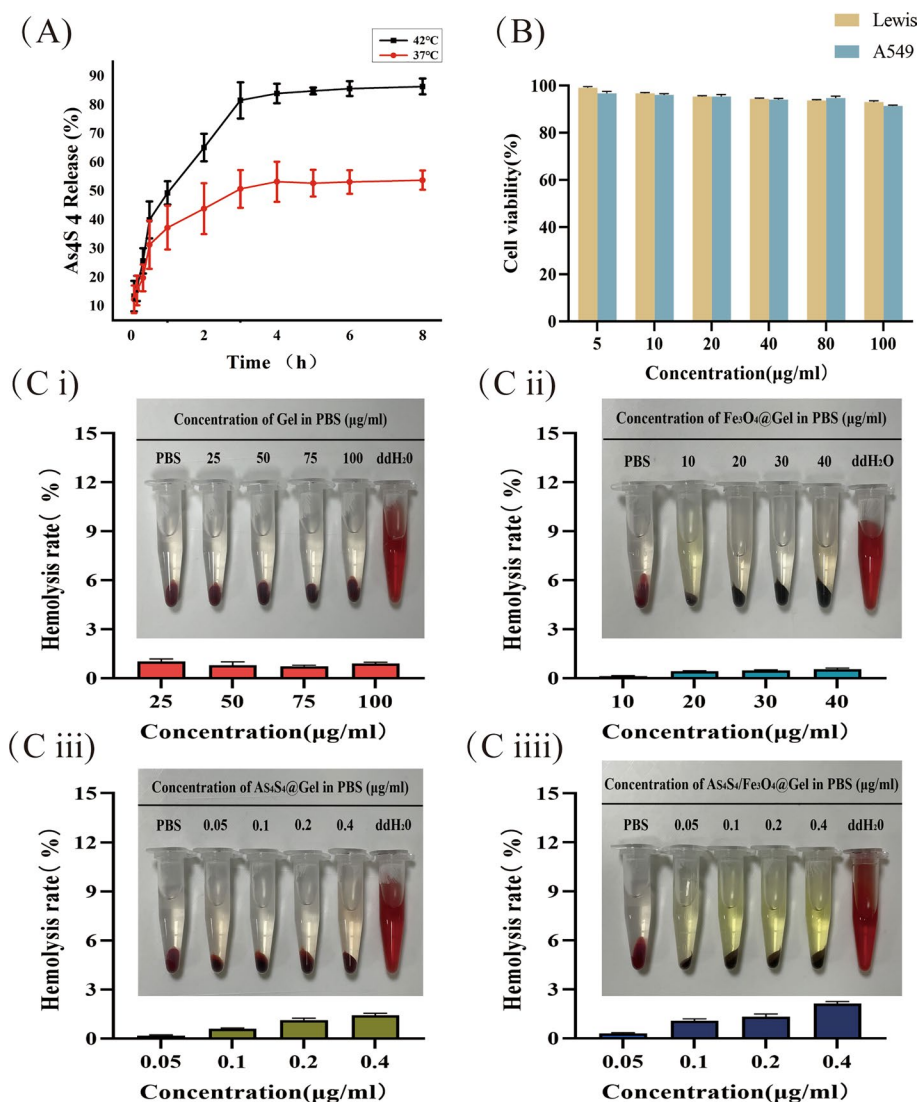 (A)
42°C
37°C
As4S 4 Release (%)
90
80
70
60
50
40
30
20
10
0
2
4
6
8
Time (h)
(B)
Lewis
A549
Cell viability(%)
100
80
60
40
20
0
5
10
20
40
80
100
Concentration(μg/ml)
(C i)
Hemolysis rate( %)
15
12
9
6
3
0
Concentration of Gel in PBS (μg/ml)
PBS 25 50 75 100 ddH₂0
25 50 75 100
Concentration(μg/ml)
(C ii)
Hemolysis rate( %)
15
12
9
6
3
0
Concentration of Fe₃O₄@Gel in PBS (μg/ml)
PBS 10 20 30 40 ddH₂O
10 20 30 40
Concentration(μg/ml)
(C iii)
Hemolysis rate( %)
15
12
9
6
3
0
Concentration of As₄S₄@Gel in PBS (μg/ml)
PBS 0.05 0.1 0.2 0.4 ddH₂0
0.05 0.1 0.2 0.4
Concentration(μg/ml)
(C iiii)
Hemolysis rate( %)
15
12
9
6
3
0
Concentration of As₄S₄/Fe₃O₄@Gel in PBS (μg/ml)
PBS 0.05 0.1 0.2 0.4 ddH₂0
0.05 0.1 0.2 0.4
Concentration(μg/ml)